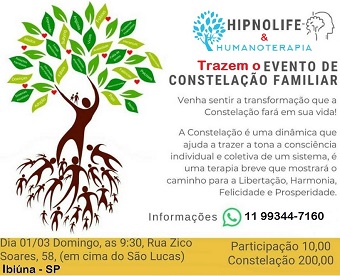 HIPNOLIFE
&
HUMANOTERAPIA
Trazem o EVENTO DE
CONSTELAÇÃO FAMILIAR
Venha sentir a transformação que a
Constelação fará em sua vida!
A Constelação é uma dinâmica que
ajuda a trazer a tona a consciência
individual e coletiva de um sistema, é
uma terapia breve que mostrará o
caminho para a Libertação, Harmonia,
Felicidade e Prosperidade.
Informações 11 99344-7160
Dia 01/03 Domingo, as 9:30, Rua Zico
Soares, 58, (em cima do São Lucas)
Ibiúna - SP
Participação 10,00
Constelação 200,00